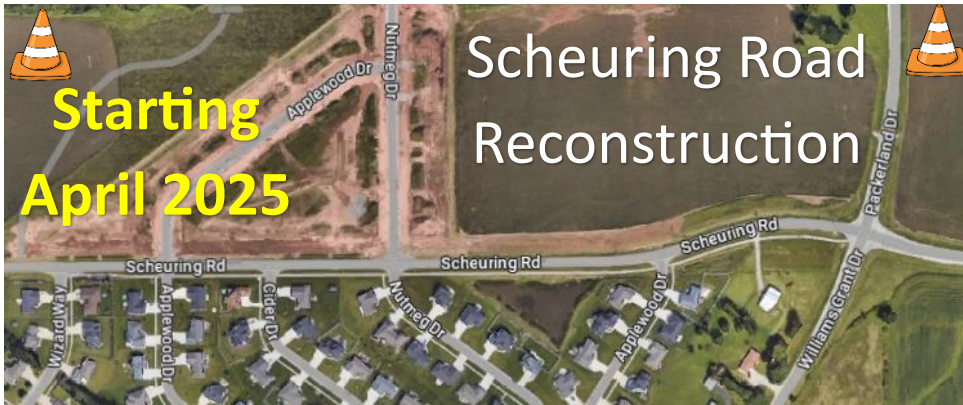 Scheuring Road
Reconstruction
Starting
April 2025
Applewood Dr
Nutmeg Dr
Packerland Dr
Scheuring Rd
Scheuring Rd
Scheuring Rd
Wizard Way
Applewood Dr
Cider Dr
Nutmeg Dr
Applewood Dr
Williams Grant Dr